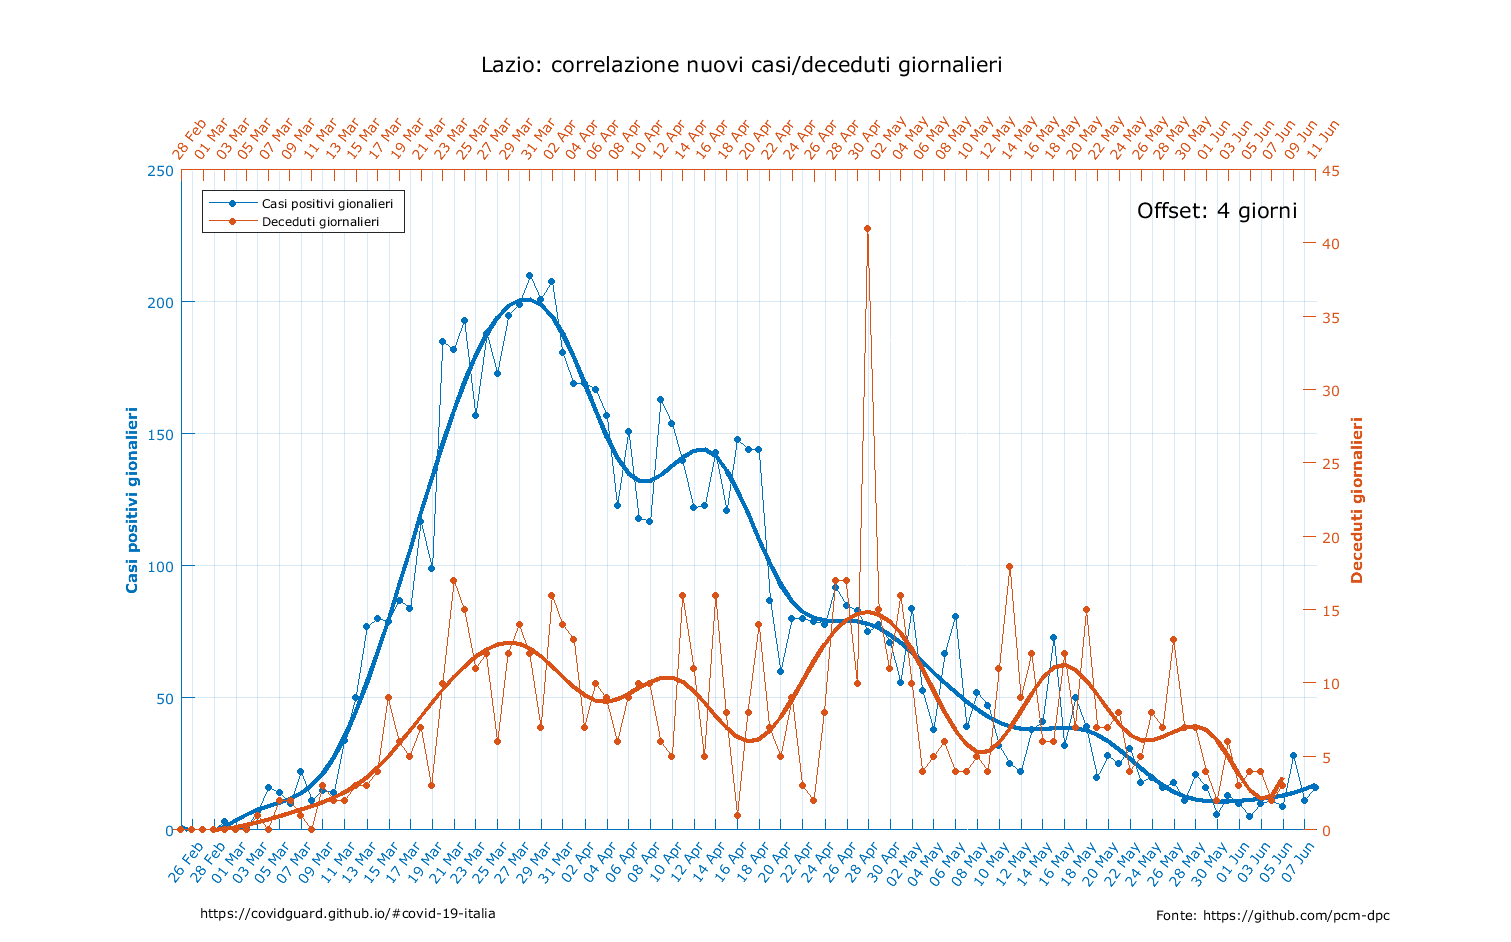 Lazio: correlazione nuovi casi/deceduti giornalieri
28 Feb
01 Mar
03 Mar
05 Mar
07 Mar
09 Mar
11 Mar
13 Mar
15 Mar
17 Mar
19 Mar
21 Mar
23 Mar
25 Mar
27 Mar
29 Mar
31 Mar
02 Apr
04 Apr
06 Apr
08 Apr
10 Apr
12 Apr
14 Apr
16 Apr
18 Apr
20 Apr
22 Apr
24 Apr
26 Apr
28 Apr
30 Apr
02 May
04 May
06 May
08 May
10 May
12 May
14 May
16 May
18 May
20 May
22 May
24 May
26 May
28 May
30 May
01 Jun
03 Jun
05 Jun
07 Jun
09 Jun
11 Jun
250
200
150
100
50
0
Casi positivi gionalieri
Casi positivi gionalieri
Deceduti giornalieri
Offset: 4 giorni
45
40
35
30
25
20
15
10
5
0
Deceduti giornalieri
26 Feb
28 Feb
01 Mar
03 Mar
05 Mar
07 Mar
09 Mar
11 Mar
13 Mar
15 Mar
17 Mar
19 Mar
21 Mar
23 Mar
25 Mar
27 Mar
29 Mar
31 Mar
02 Apr
04 Apr
06 Apr
08 Apr
10 Apr
12 Apr
14 Apr
16 Apr
18 Apr
20 Apr
22 Apr
24 Apr
26 Apr
28 Apr
30 Apr
02 May
04 May
06 May
08 May
10 May
12 May
14 May
16 May
18 May
20 May
22 May
24 May
26 May
28 May
30 May
01 Jun
03 Jun
05 Jun
07 Jun
https://covidguard.github.io/#covid-19-italia
Fonte: https://github.com/pcm-dpc